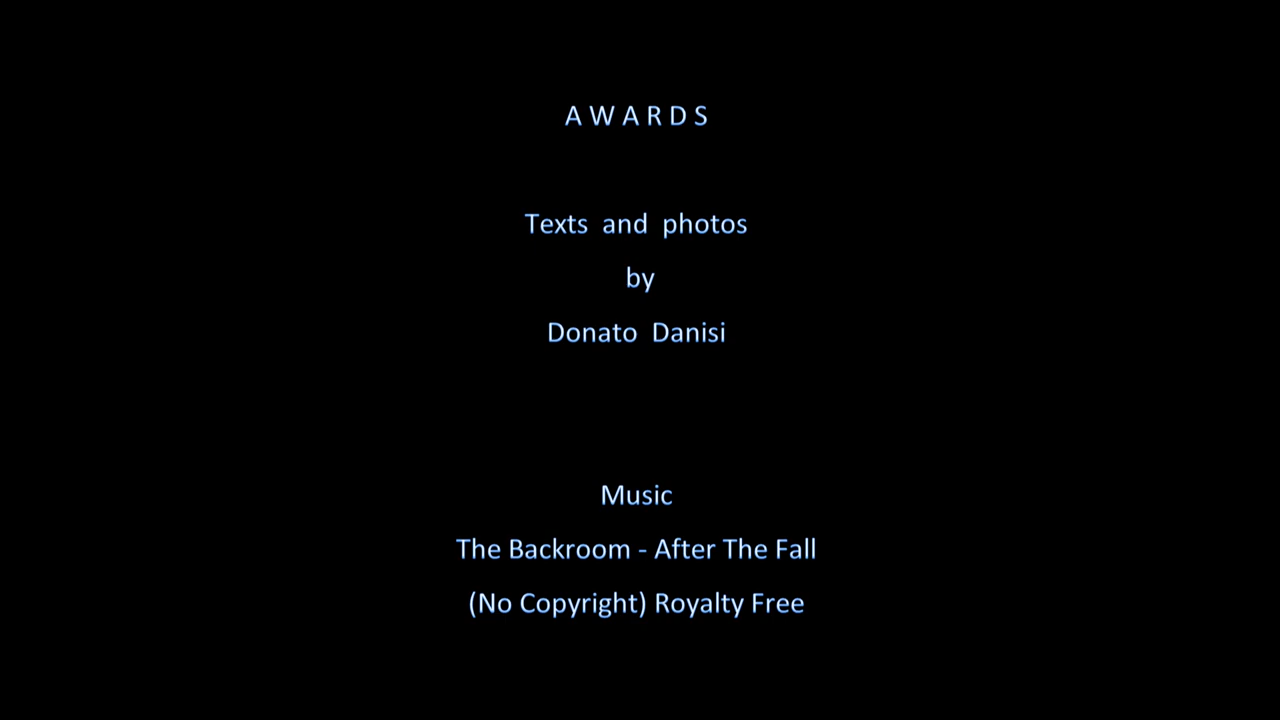 A W A R D S
Texts and photos
by
Donato Danisi
Music
The Backroom - After The Fall
(No Copyright) Royalty Free